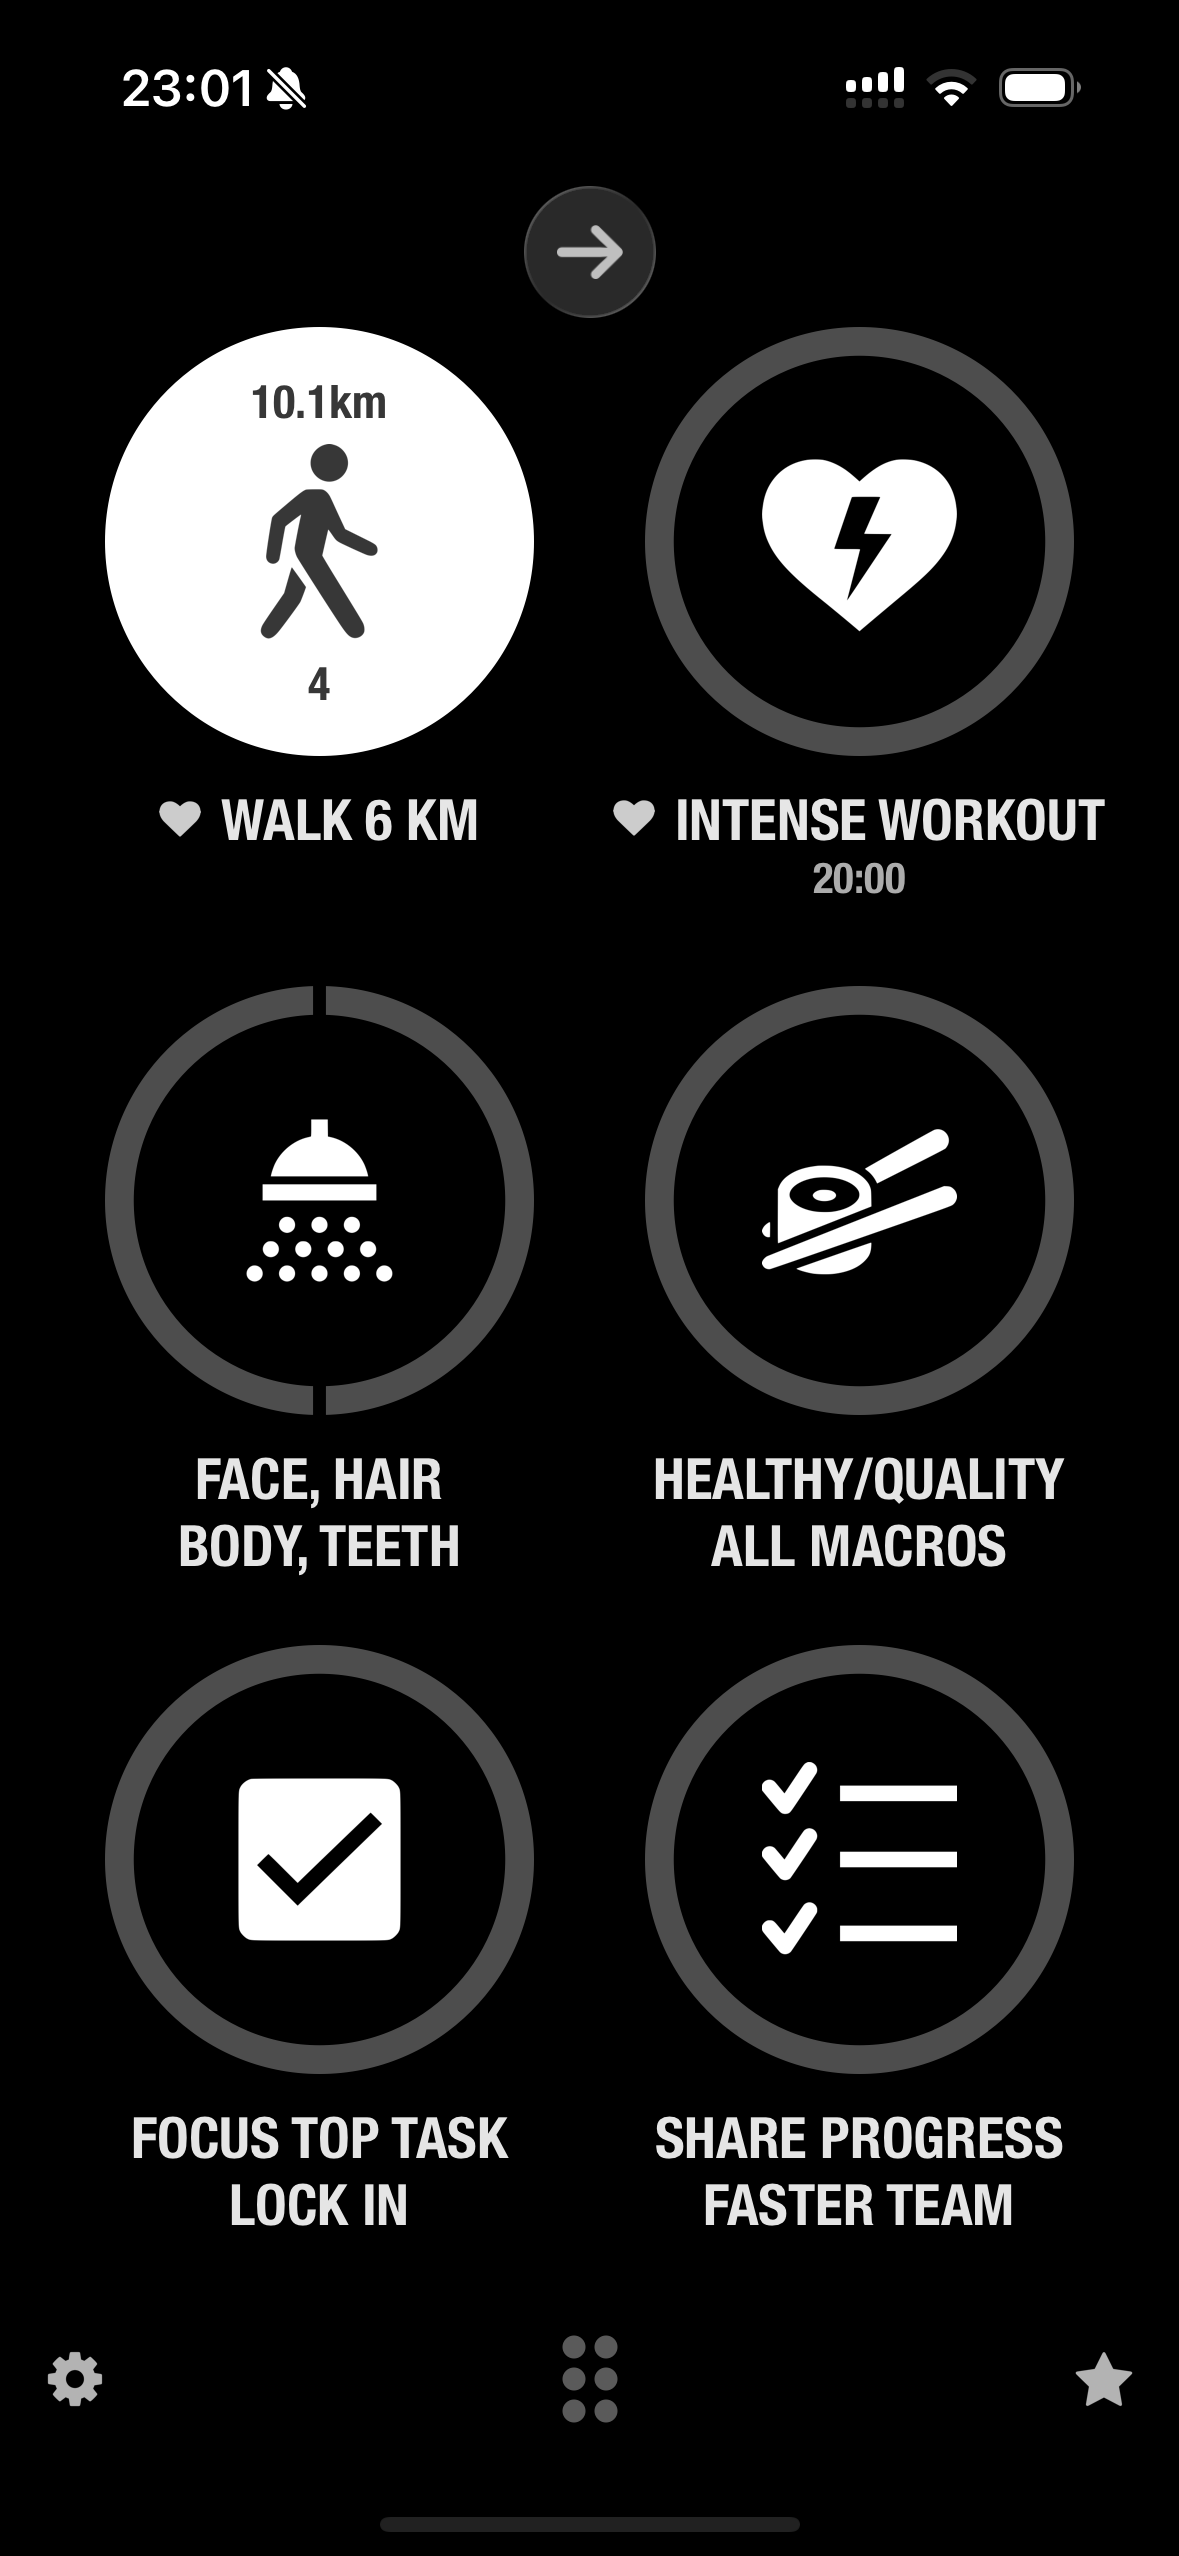 23:01
10.1km
4
WALK 6 KM
INTENSE WORKOUT
20:00
FACE, HAIR
BODY, TEETH
HEALTHY/QUALITY
ALL MACROS
FOCUS TOP TASK
LOCK IN
SHARE PROGRESS
FASTER TEAM